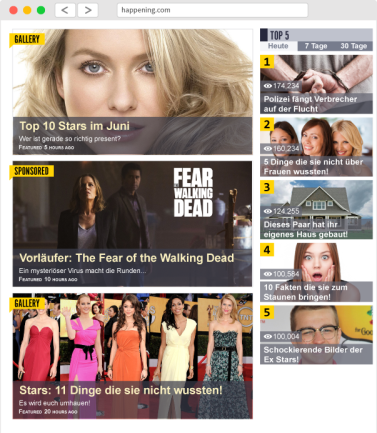 happening.com
GALLERY
Top 10 Stars im Juni
Wer ist gerade so richtig present?
FEATURED 5 HOURS AGO
SPONSORED
FEAR
THE
WALKING
DEAD
Vorläufer: The Fear of the Walking Dead
Ein mysteriöser Virus macht die Runden...
FEATURED 10 HOURS AGO
GALLERY
Stars: 11 Dinge die sie nicht wussten!
Es wird euch umhauen!
FEATURED 20 HOURS AGO
TOP 5
Heute 7 Tage 30 Tage
1
174,234
Polizei fängt Verbrecher
auf der Flucht
2
160,234
5 Dinge die sie nicht über
Frauen wussten!
3
124,255
Dieses Paar hat ihr
eigenes Haus gebaut!
4
100,584
10 Fakten die sie zum
Staunen bringen!
5
100,004
Schockierende Bilder der
Ex Stars!